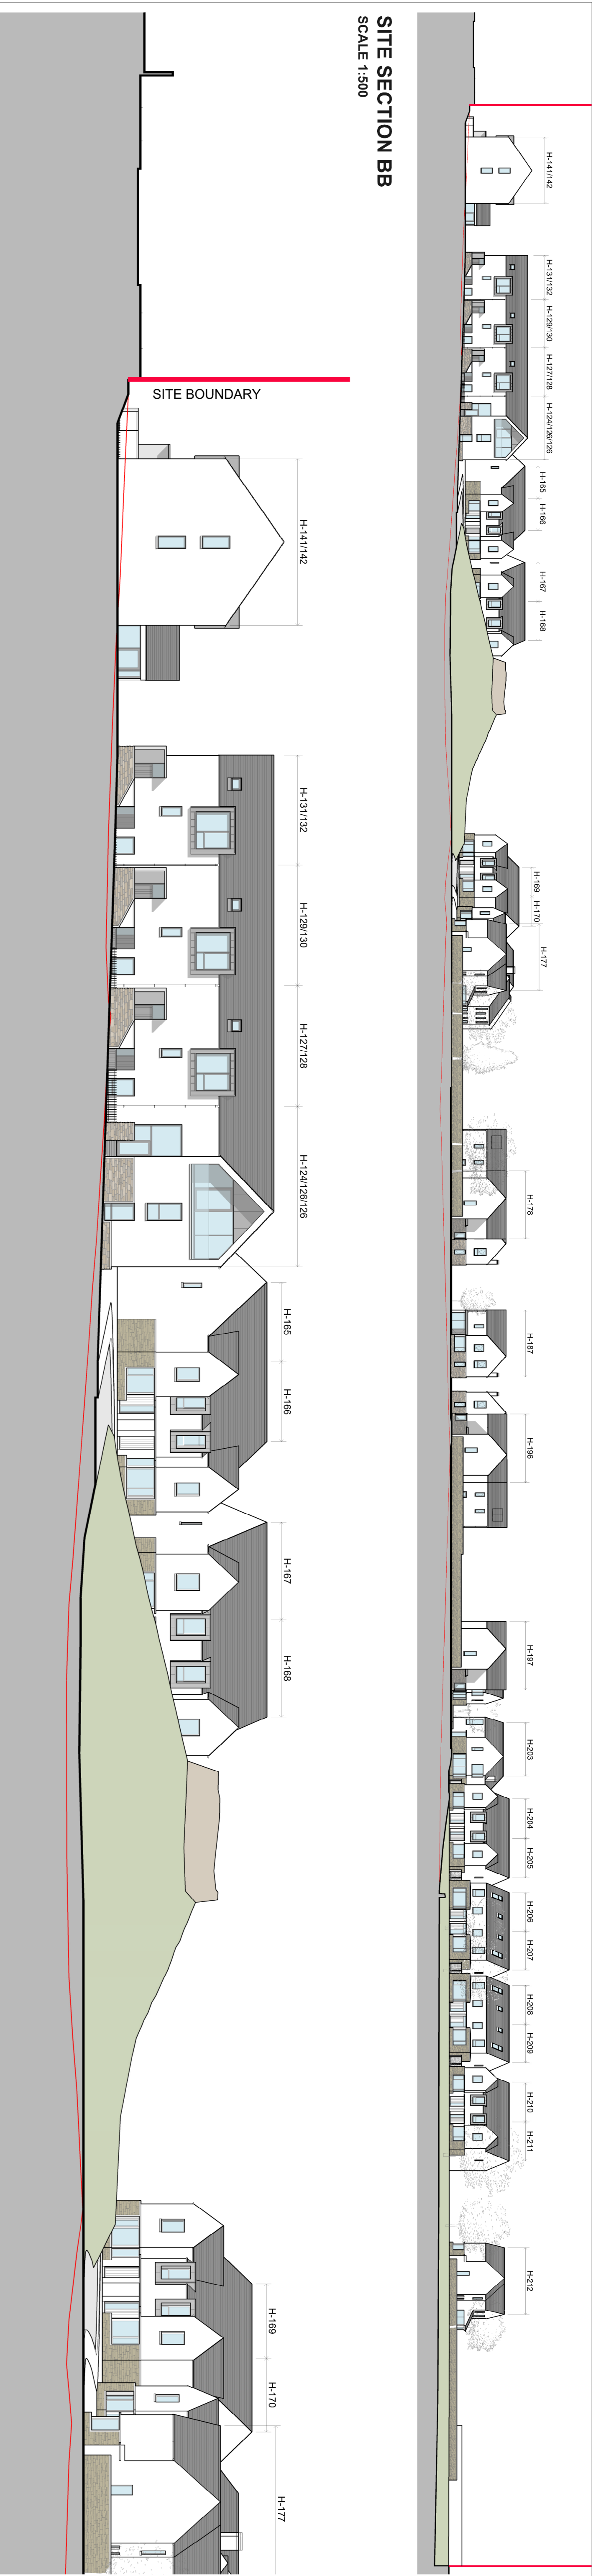 H-141/142
H-131/132
H-129/130
H-127/128
H-124/126/126
H-165
H-166
H-167
H-168
H-169
H-170
H-177
H-178
H-187
H-196
H-197
H-203
H-204
H-205
H-206
H-207
H-208
H-209
H-210
H-211
H-212
SITE SECTION BB
SCALE 1:500
SITE BOUNDARY
H-141/142
H-131/132
H-129/130
H-127/128
H-124/126/126
H-165
H-166
H-167
H-168
H-169
H-170
H-177